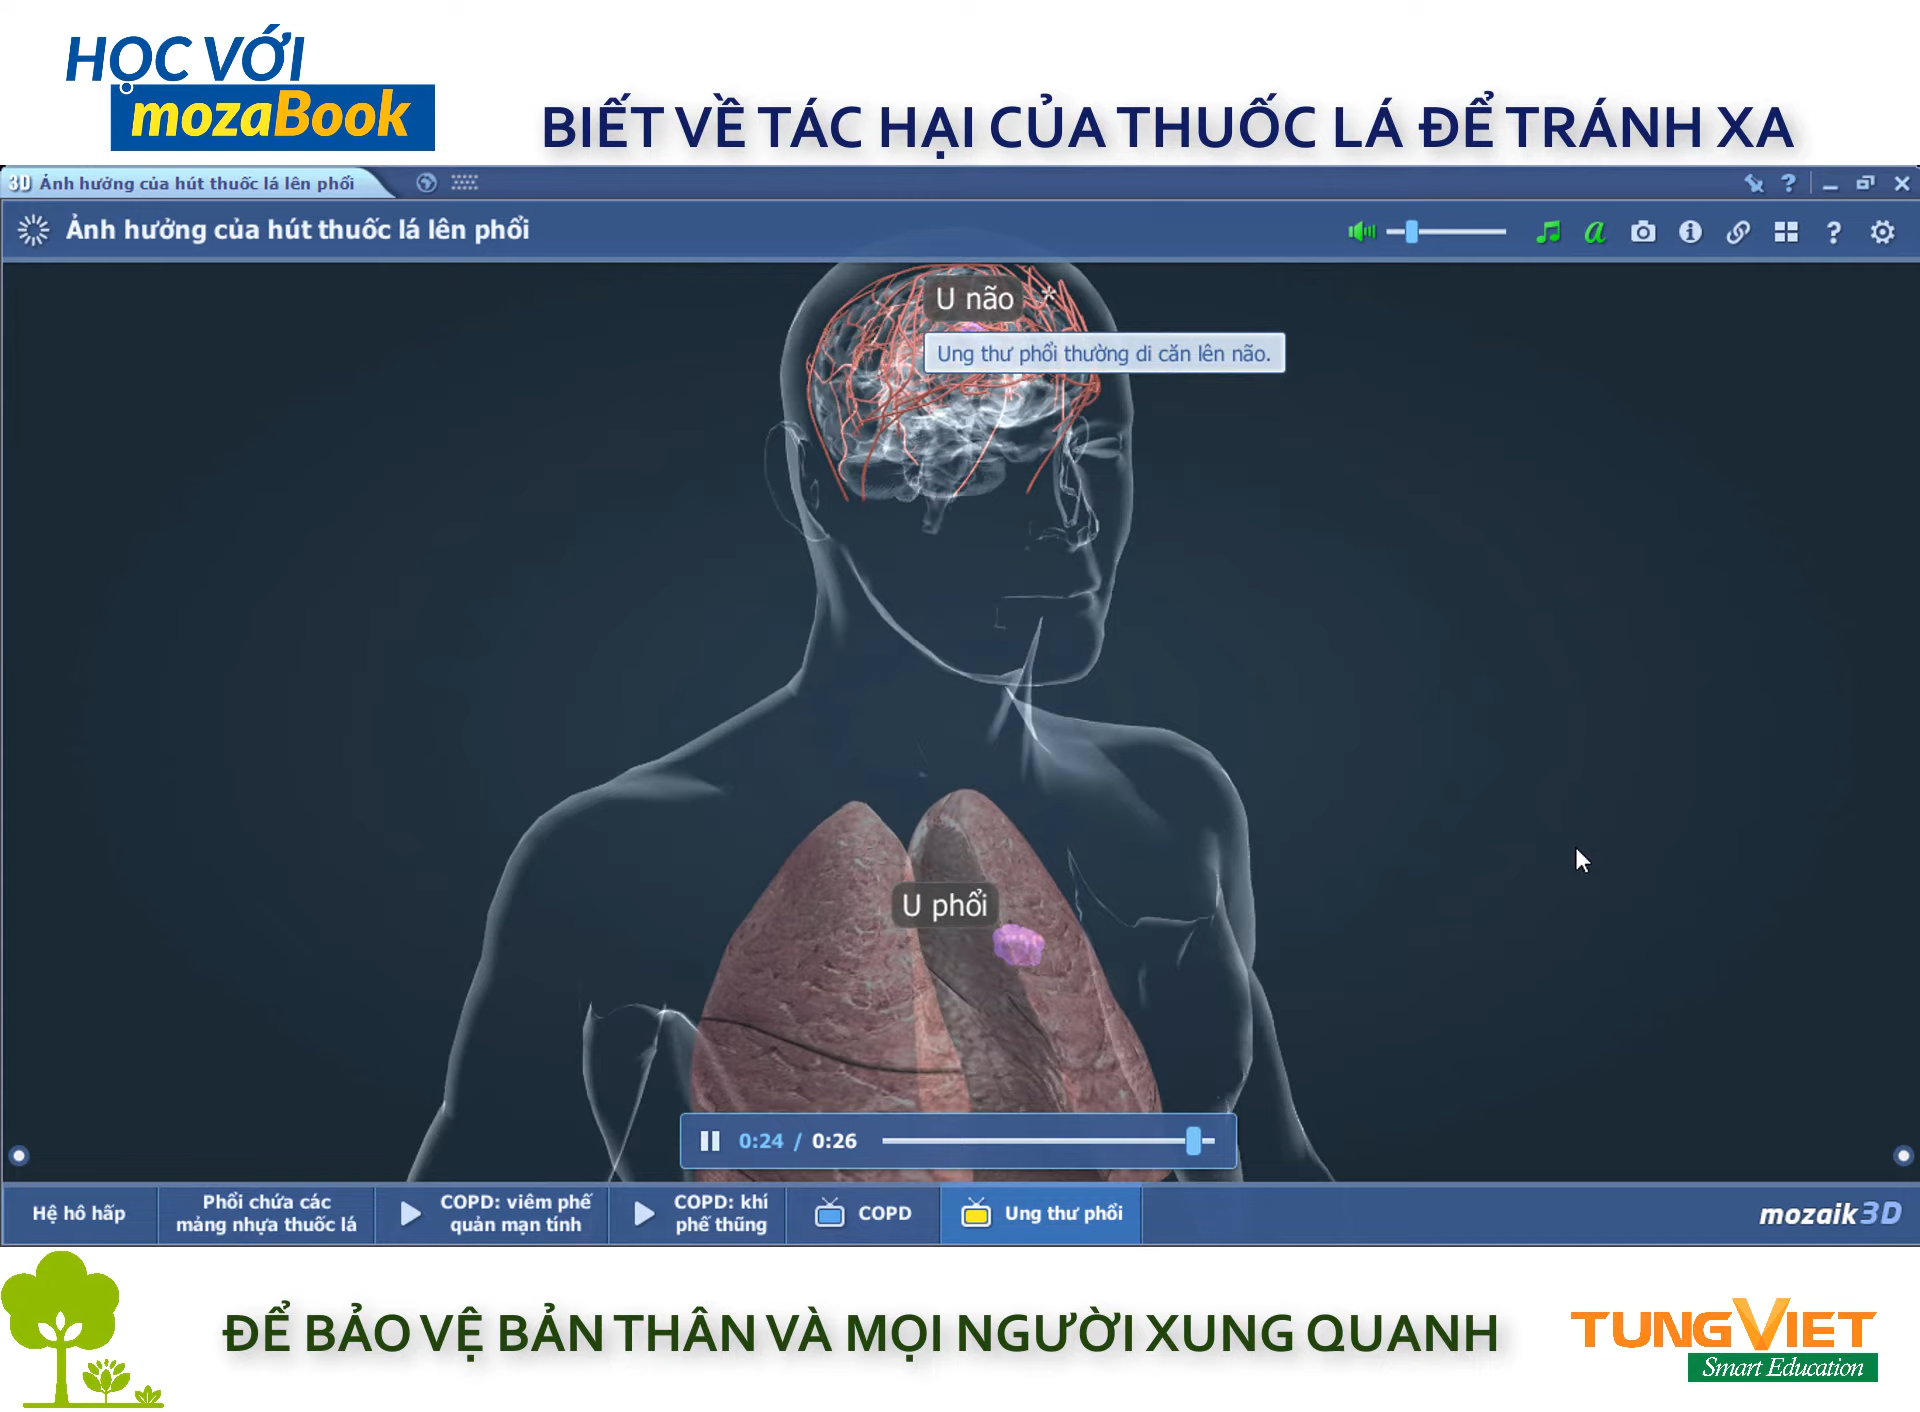 HỌC VỚI
mozaBook
BIẾT VỀ TÁC HẠI CỦA THUỐC LÁ ĐỂ TRÁNH XA
3D Ảnh hưởng của hút thuốc lá lên phổi
Ảnh hưởng của hút thuốc lá lên phổi
U não
Ung thư phổi thường di căn lên não.
U phổi
0:24 / 0:26
Hệ hô hấp
Phổi chứa các
mảng nhựa thuốc lá
COPD: viêm phế
quản mạn tính
COPD: khí
phế thũng
COPD
Ung thư phổi
mozaik3D
ĐỂ BẢO VỆ BẢN THÂN VÀ MỌI NGƯỜI XUNG QUANH
TUNGVIET
Smart Education